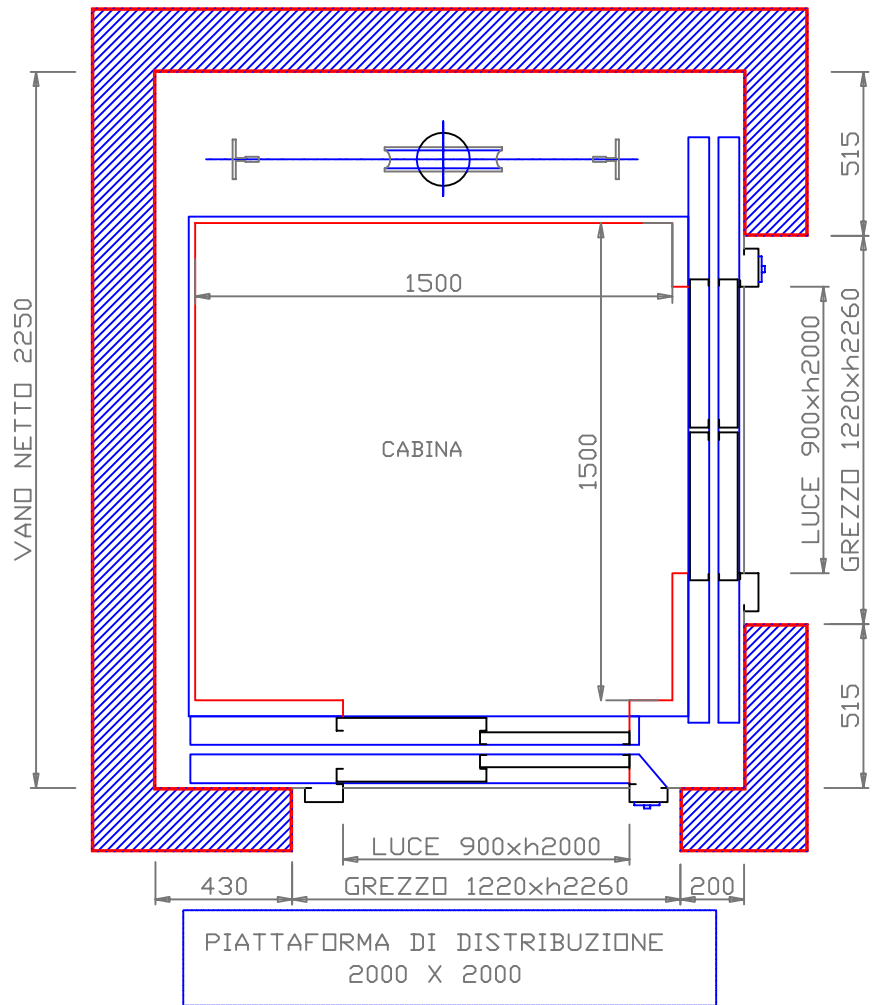 515
1500
VANO NETTO 2250
LUCE 900xh2000
GREZZO 1220xh2260
CABINA
1500
515
LUCE 900xh2000
430
GREZZO 1220xh2260
200
PIATTAFORMA DI DISTRIBUZIONE
2000 X 2000